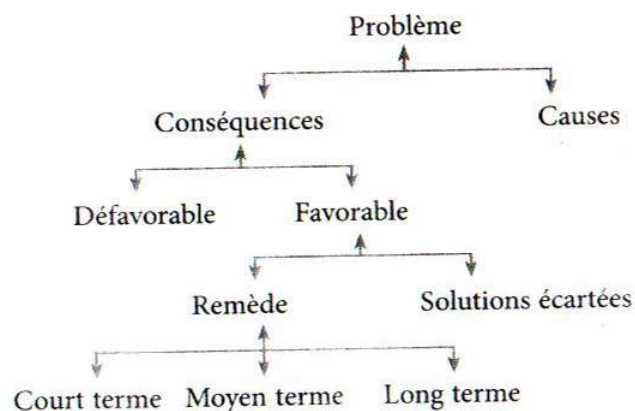 Problème
Conséquences Causes
Défavorable Favorable
Remède Solutions écartées
Court terme Moyen terme Long terme